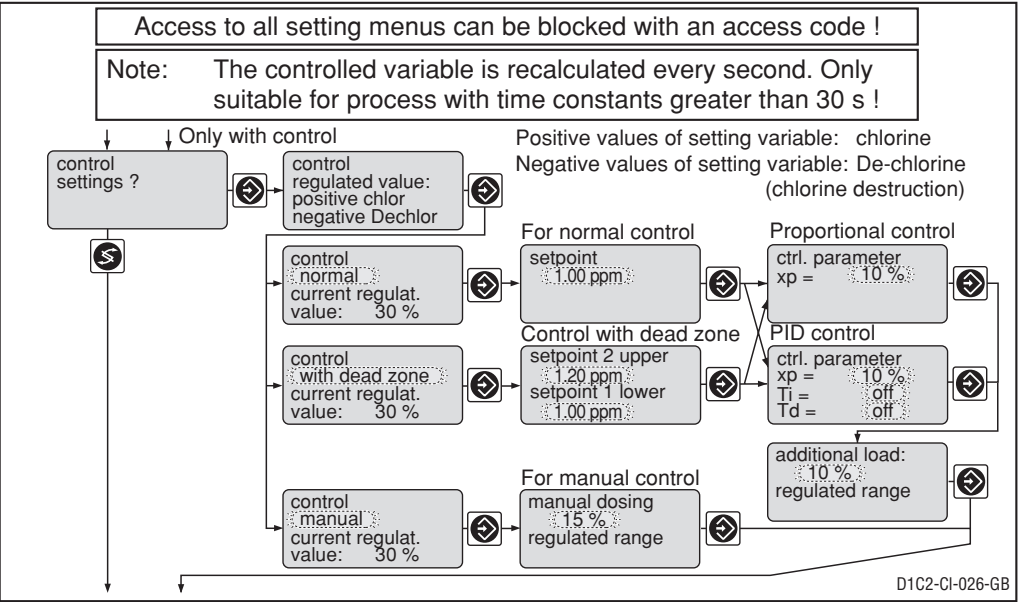 Access to all setting menus can be blocked with an access code !
Note: The controlled variable is recalculated every second. Only
suitable for process with time constants greater than 30 s !
Only with control
Positive values of setting variable: chlorine
Negative values of setting variable: De-chlorine
(chlorine destruction)
control
settings ?
control
regulated value:
positive chlor
negative Dechlor
For normal control
Proportional control
control
normal
current regulat.
value: 30 %
setpoint
1.00 ppm
ctrl. parameter
xp = 10 %
Control with dead zone
PID control
control
with dead zone
current regulat.
value: 30 %
setpoint 2 upper
1.20 ppm
setpoint 1 lower
1.00 ppm
ctrl. parameter
xp = 10 %
Ti = off
Td = off
additional load:
10 %
regulated range
For manual control
control
manual
current regulat.
value: 30 %
manual dosing
15 %
regulated range
D1C2-CI-026-GB